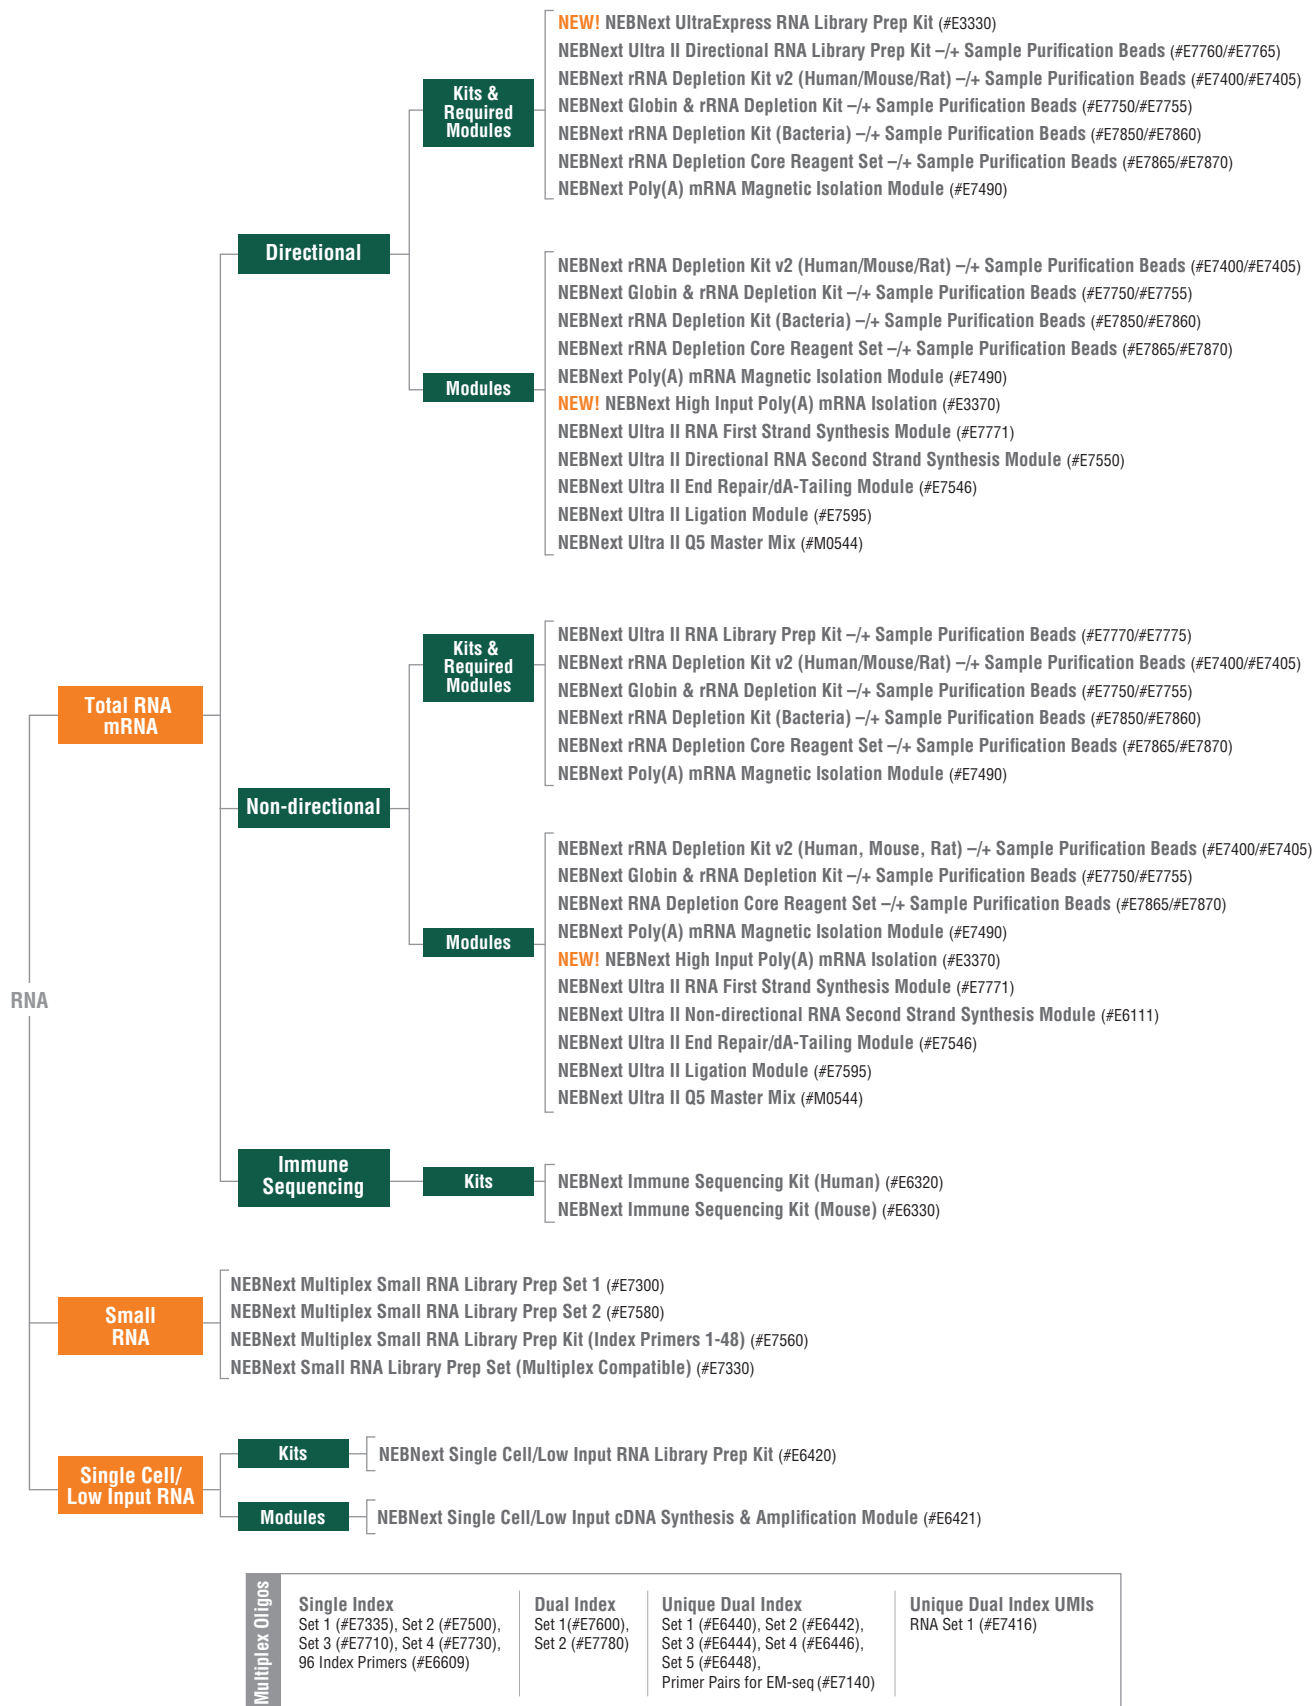 RNA
Total RNA
mRNA
Directional
Kits &
Required
Modules
NEW! NEBNext UltraExpress RNA Library Prep Kit (#E3330)
NEBNext Ultra II Directional RNA Library Prep Kit –/+ Sample Purification Beads (#E7760/#E7765)
NEBNext rRNA Depletion Kit v2 (Human/Mouse/Rat) –/+ Sample Purification Beads (#E7400/#E7405)
NEBNext Globin & rRNA Depletion Kit –/+ Sample Purification Beads (#E7750/#E7755)
NEBNext rRNA Depletion Kit (Bacteria) –/+ Sample Purification Beads (#E7850/#E7860)
NEBNext rRNA Depletion Core Reagent Set –/+ Sample Purification Beads (#E7865/#E7870)
NEBNext Poly(A) mRNA Magnetic Isolation Module (#E7490)
Modules
NEBNext rRNA Depletion Kit v2 (Human/Mouse/Rat) –/+ Sample Purification Beads (#E7400/#E7405)
NEBNext Globin & rRNA Depletion Kit –/+ Sample Purification Beads (#E7750/#E7755)
NEBNext rRNA Depletion Kit (Bacteria) –/+ Sample Purification Beads (#E7850/#E7860)
NEBNext rRNA Depletion Core Reagent Set –/+ Sample Purification Beads (#E7865/#E7870)
NEBNext Poly(A) mRNA Magnetic Isolation Module (#E7490)
NEW! NEBNext High Input Poly(A) mRNA Isolation (#E3370)
NEBNext Ultra II RNA First Strand Synthesis Module (#E7771)
NEBNext Ultra II Directional RNA Second Strand Synthesis Module (#E7550)
NEBNext Ultra II End Repair/dA-Tailing Module (#E7546)
NEBNext Ultra II Ligation Module (#E7595)
NEBNext Ultra II Q5 Master Mix (#M0544)
Non-directional
Kits &
Required
Modules
NEBNext Ultra II RNA Library Prep Kit –/+ Sample Purification Beads (#E7770/#E7775)
NEBNext rRNA Depletion Kit v2 (Human/Mouse/Rat) –/+ Sample Purification Beads (#E7400/#E7405)
NEBNext Globin & rRNA Depletion Kit –/+ Sample Purification Beads (#E7750/#E7755)
NEBNext rRNA Depletion Kit (Bacteria) –/+ Sample Purification Beads (#E7850/#E7860)
NEBNext rRNA Depletion Core Reagent Set –/+ Sample Purification Beads (#E7865/#E7870)
NEBNext Poly(A) mRNA Magnetic Isolation Module (#E7490)
Modules
NEBNext rRNA Depletion Kit v2 (Human, Mouse, Rat) –/+ Sample Purification Beads (#E7400/#E7405)
NEBNext Globin & rRNA Depletion Kit –/+ Sample Purification Beads (#E7750/#E7755)
NEBNext RNA Depletion Core Reagent Set –/+ Sample Purification Beads (#E7865/#E7870)
NEBNext Poly(A) mRNA Magnetic Isolation Module (#E7490)
NEW! NEBNext High Input Poly(A) mRNA Isolation (#E3370)
NEBNext Ultra II RNA First Strand Synthesis Module (#E7771)
NEBNext Ultra II Non-directional RNA Second Strand Synthesis Module (#E6111)
NEBNext Ultra II End Repair/dA-Tailing Module (#E7546)
NEBNext Ultra II Ligation Module (#E7595)
NEBNext Ultra II Q5 Master Mix (#M0544)
Immune
Sequencing
Kits
NEBNext Immune Sequencing Kit (Human) (#E6320)
NEBNext Immune Sequencing Kit (Mouse) (#E6330)
Small
RNA
NEBNext Multiplex Small RNA Library Prep Set 1 (#E7300)
NEBNext Multiplex Small RNA Library Prep Set 2 (#E7580)
NEBNext Multiplex Small RNA Library Prep Kit (Index Primers 1-48) (#E7560)
NEBNext Small RNA Library Prep Set (Multiplex Compatible) (#E7330)
Single Cell/
Low Input RNA
Kits
NEBNext Single Cell/Low Input RNA Library Prep Kit (#E6420)
Modules
NEBNext Single Cell/Low Input cDNA Synthesis & Amplification Module (#E6421)
Multiplex Oligos
Single Index
Set 1 (#E7335), Set 2 (#E7500),
Set 3 (#E7710), Set 4 (#E7730),
96 Index Primers (#E6609)
Dual Index
Set 1(#E7600),
Set 2 (#E7780)
Unique Dual Index
Set 1 (#E6440), Set 2 (#E6442),
Set 3 (#E6444), Set 4 (#E6446),
Set 5 (#E6448),
Primer Pairs for EM-seq (#E7140)
Unique Dual Index UMIs
RNA Set 1 (#E7416)